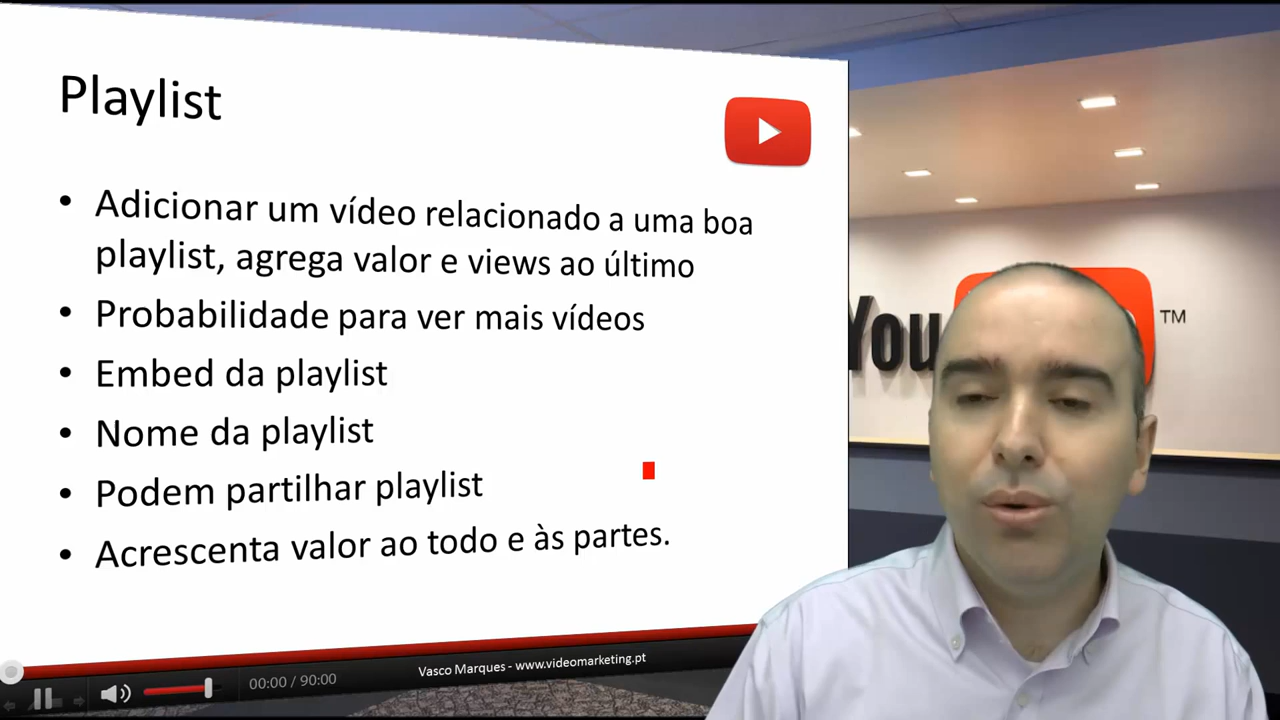 Playlist
• Adicionar um vídeo relacionado a uma boa
playlist, agrega valor e views ao último
• Probabilidade para ver mais vídeos
• Embed da playlist
• Nome da playlist
• Podem partilhar playlist
• Acrescenta valor ao todo e às partes.
You TM
Vasco Marques - www.videomarketing.pt
00:00 / 90:00